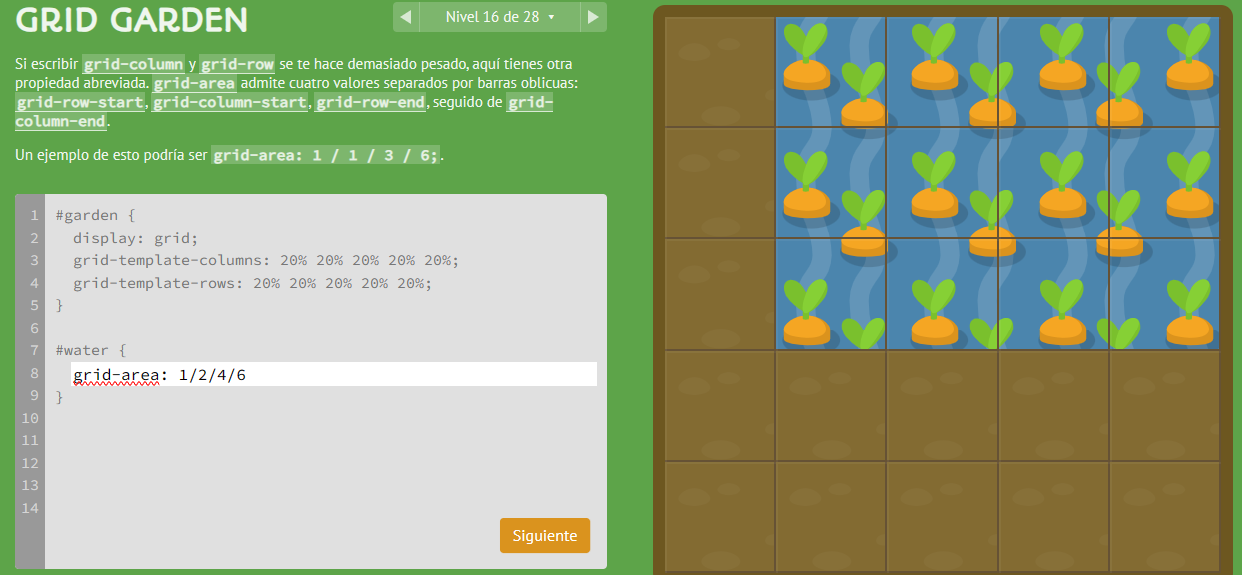 GRID GARDEN
Nivel 16 de 28
Si escribir grid-column y grid-row se te hace demasiado pesado, aquí tienes otra
propiedad abreviada. grid-area admite cuatro valores separados por barras oblicuas:
grid-row-start, grid-column-start, grid-row-end, seguido de grid-
column-end.
Un ejemplo de esto podría ser grid-area: 1 / 1 / 3 / 6;.
1 #garden {
2 display: grid;
3 grid-template-columns: 20% 20% 20% 20% 20%;
4 grid-template-rows: 20% 20% 20% 20% 20%;
5 }
6
7 #water {
8 grid-area: 1/2/4/6
9 }
10
11
12
13
14
Siguiente